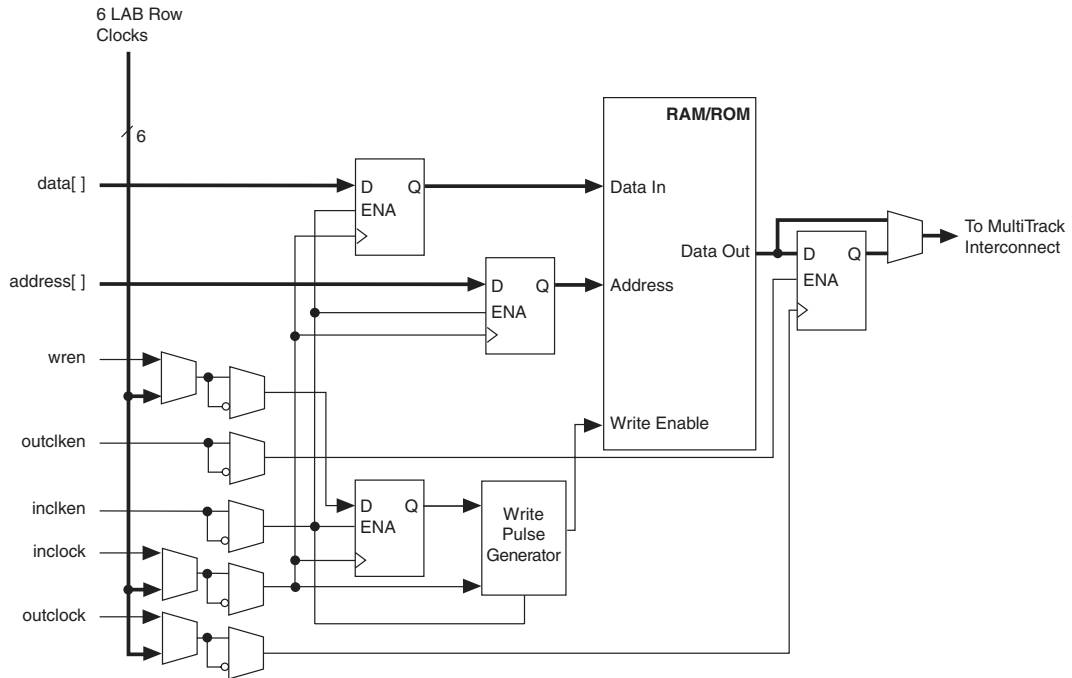 6 LAB Row
Clocks
6
RAM/ROM
data[ ]
D Q
ENA
Data In
Data Out
D Q
ENA
To MultiTrack
Interconnect
address[ ]
D Q
ENA
Address
wren
Write Enable
outclken
inclken
D Q
ENA
Write
Pulse
Generator
inclock
outclock